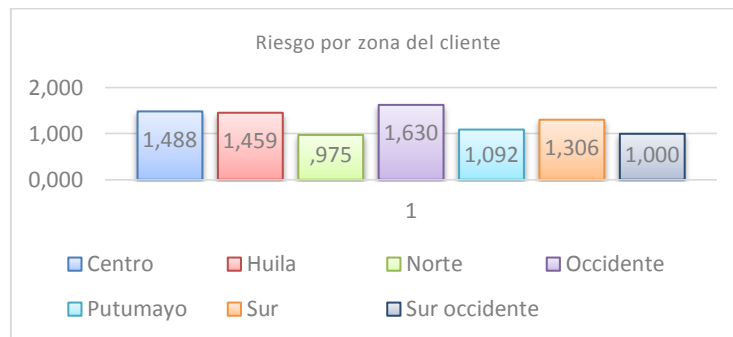 Riesgo por zona del cliente
2,000
1,000
0,000
1,488 1,459 ,975 1,630 1,092 1,306 1,000
1
Centro Huila Norte Occidente
Putumayo Sur Sur occidente